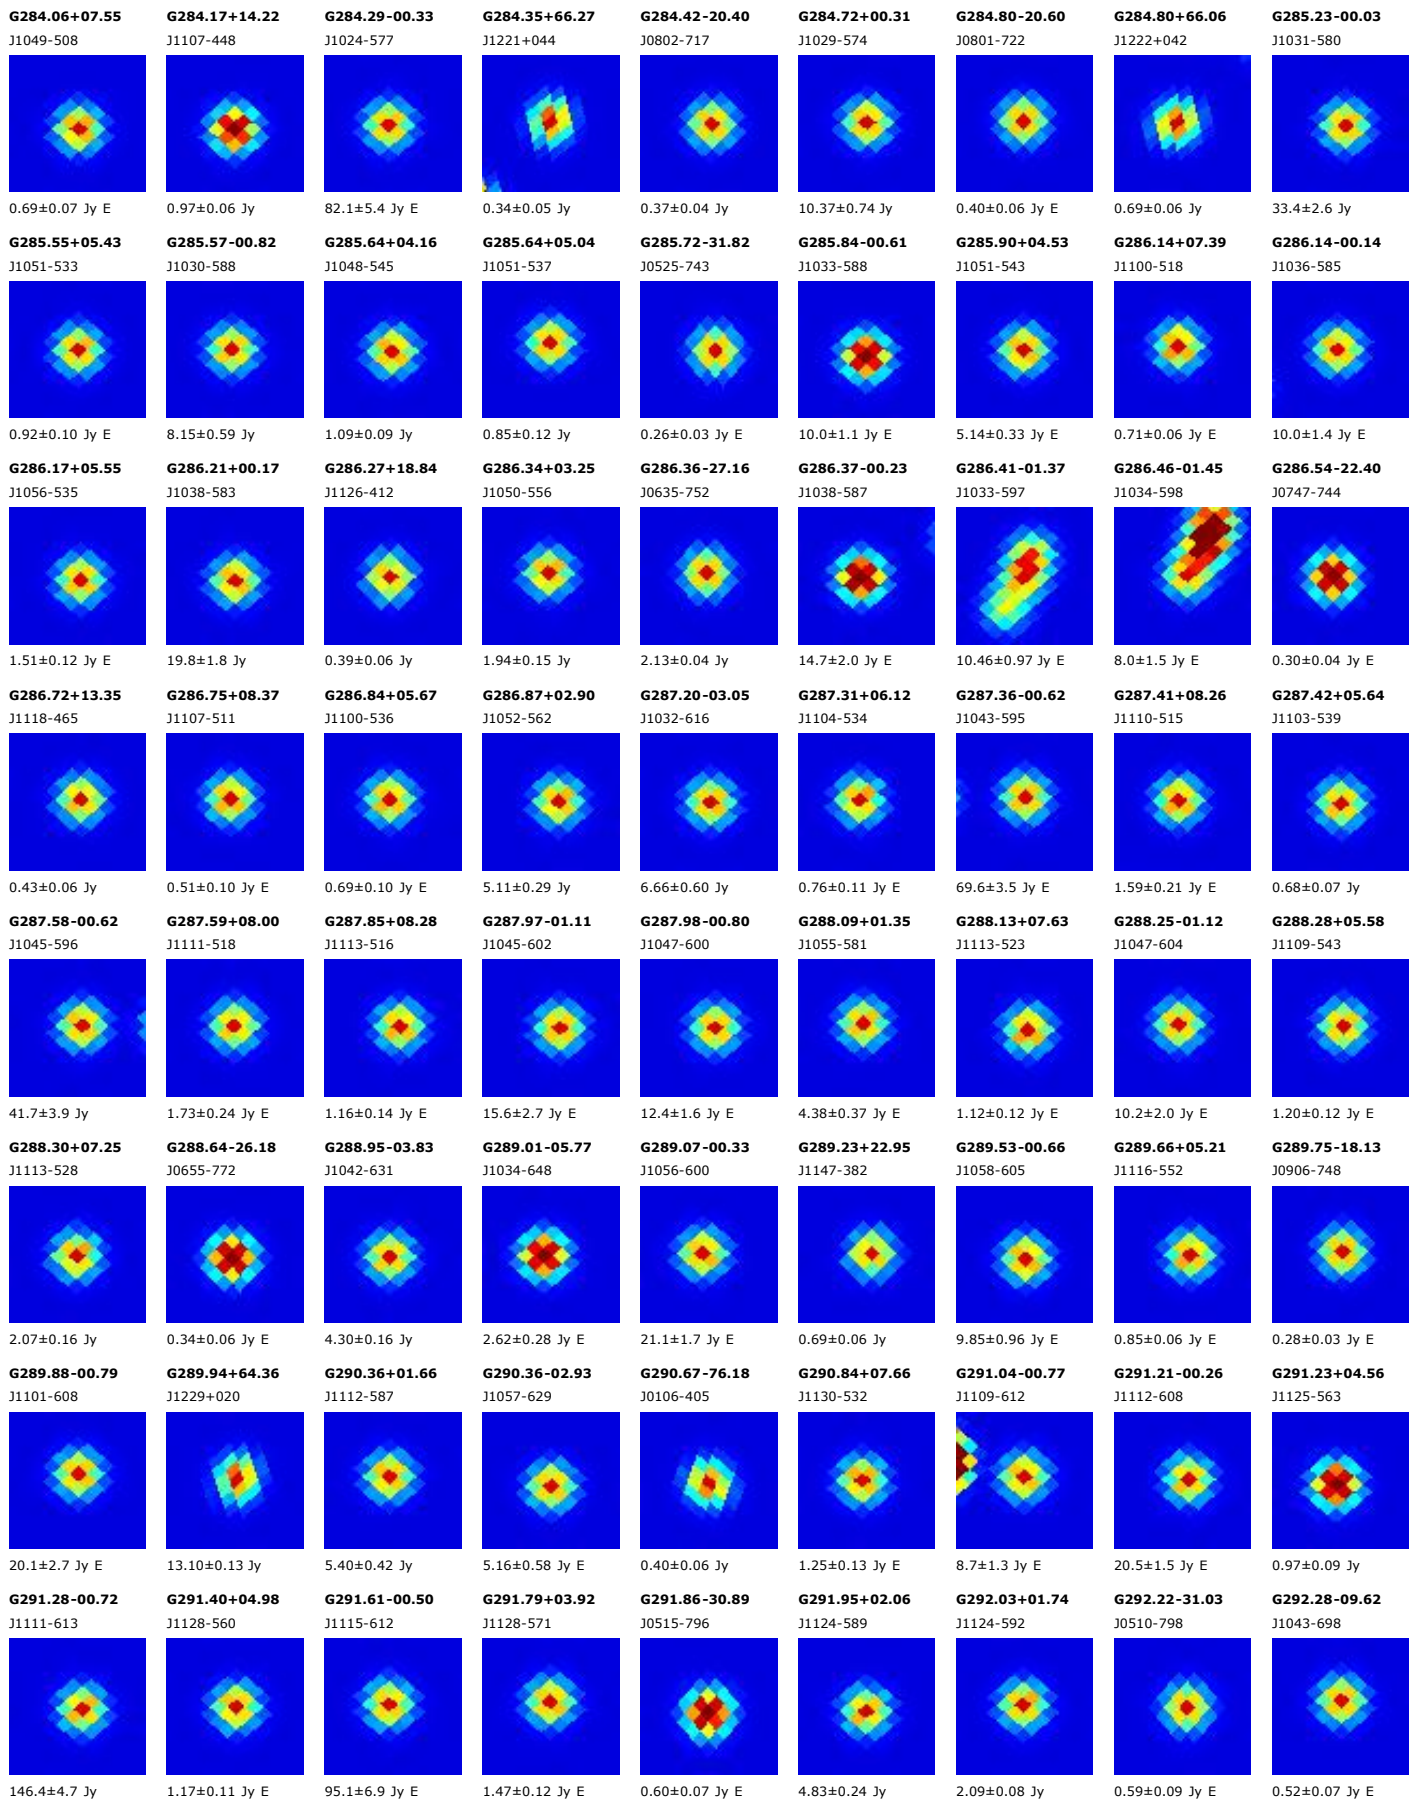 G284.06+07.55 G284.17+14.22 G284.29-00.33 G284.35+66.27 G284.42-20.40 G284.72+00.31 G284.80-20.60 G284.80+66.06 G285.23-00.03
J1049-508 J1107-448 J1024-577 J1221+044 J0802-717 J1029-574 J0801-722 J1222+042 J1031-580
0.69±0.07 Jy E 0.97±0.06 Jy 82.1±5.4 Jy E 0.34±0.05 Jy 0.37±0.04 Jy 10.37±0.74 Jy 0.40±0.06 Jy E 0.69±0.06 Jy 33.4±2.6 Jy
G285.55+05.43 G285.57-00.82 G285.64+04.16 G285.64+05.04 G285.72-31.82 G285.84-00.61 G285.90+04.53 G286.14+07.39 G286.14-00.14
J1051-533 J1030-588 J1048-545 J1051-537 J0525-743 J1033-588 J1051-543 J1100-518 J1036-585
0.92±0.10 Jy E 8.15±0.59 Jy 1.09±0.09 Jy 0.85±0.12 Jy 0.26±0.03 Jy E 10.0±1.1 Jy E 5.14±0.33 Jy E 0.71±0.06 Jy E 10.0±1.4 Jy E
G286.17+05.55 G286.21+00.17 G286.27+18.84 G286.34+03.25 G286.36-27.16 G286.37-00.23 G286.41-01.37 G286.46-01.45 G286.54-22.40
J1056-535 J1038-583 J1126-412 J1050-556 J0635-752 J1038-587 J1033-597 J1034-598 J0747-744
1.51±0.12 Jy E 19.8±1.8 Jy 0.39±0.06 Jy 1.94±0.15 Jy 2.13±0.04 Jy 14.7±2.0 Jy E 10.46±0.97 Jy E 8.0±1.5 Jy E 0.30±0.04 Jy E
G286.72+13.35 G286.75+08.37 G286.84+05.67 G286.87+02.90 G287.20-03.05 G287.31+06.12 G287.36-00.62 G287.41+08.26 G287.42+05.64
J1118-465 J1107-511 J1100-536 J1052-562 J1032-616 J1104-534 J1043-595 J1110-515 J1103-539
0.43±0.06 Jy 0.51±0.10 Jy E 0.69±0.10 Jy E 5.11±0.29 Jy 6.66±0.60 Jy 0.76±0.11 Jy E 69.6±3.5 Jy E 1.59±0.21 Jy E 0.68±0.07 Jy
G287.58-00.62 G287.59+08.00 G287.85+08.28 G287.97-01.11 G287.98-00.80 G288.09+01.35 G288.13+07.63 G288.25-01.12 G288.28+05.58
J1045-596 J1111-518 J1113-516 J1045-602 J1047-600 J1055-581 J1113-523 J1047-604 J1109-543
41.7±3.9 Jy 1.73±0.24 Jy E 1.16±0.14 Jy E 15.6±2.7 Jy E 12.4±1.6 Jy E 4.38±0.37 Jy E 1.12±0.12 Jy E 10.2±2.0 Jy E 1.20±0.12 Jy E
G288.30+07.25 G288.64-26.18 G288.95-03.83 G289.01-05.77 G289.07-00.33 G289.23+22.95 G289.53-00.66 G289.66+05.21 G289.75-18.13
J1113-528 J0655-772 J1042-631 J1034-648 J1056-600 J1147-382 J1058-605 J1116-552 J0906-748
2.07±0.16 Jy 0.34±0.06 Jy E 4.30±0.16 Jy 2.62±0.28 Jy E 21.1±1.7 Jy E 0.69±0.06 Jy 9.85±0.96 Jy E 0.85±0.06 Jy E 0.28±0.03 Jy E
G289.88-00.79 G289.94+64.36 G290.36+01.66 G290.36-02.93 G290.67-76.18 G290.84+07.66 G291.04-00.77 G291.21-00.26 G291.23+04.56
J1101-608 J1229+020 J1112-587 J1057-629 J0106-405 J1130-532 J1109-612 J1112-608 J1125-563
20.1±2.7 Jy E 13.10±0.13 Jy 5.40±0.42 Jy 5.16±0.58 Jy E 0.40±0.06 Jy 1.25±0.13 Jy E 8.7±1.3 Jy E 20.5±1.5 Jy E 0.97±0.09 Jy
G291.28-00.72 G291.40+04.98 G291.61-00.50 G291.79+03.92 G291.86-30.89 G291.95+02.06 G292.03+01.74 G292.22-31.03 G292.28-09.62
J1111-613 J1128-560 J1115-612 J1128-571 J0515-796 J1124-589 J1124-592 J0510-798 J1043-698
146.4±4.7 Jy 1.17±0.11 Jy E 95.1±6.9 Jy E 1.47±0.12 Jy E 0.60±0.07 Jy E 4.83±0.24 Jy 2.09±0.08 Jy 0.59±0.09 Jy E 0.52±0.07 Jy E